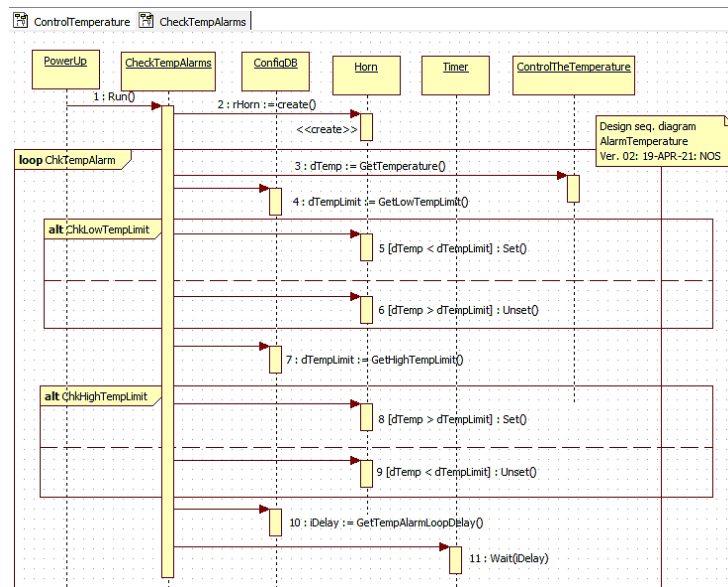 ControlTemperature CheckTempAlarms
PowerUp CheckTempAlarms ConfigDB Horn Timer ControlTheTemperature
1 : Run()
2 : rHorn := create()
<<create>>
Design seq. diagram
AlarmTemperature
Ver. 02: 19-APR-21: NOS
loop ChkTempAlarm
3 : dTemp := GetTemperature()
4 : dTempLimit := GetLowTempLimit()
alt ChkLowTempLimit
5 [dTemp < dTempLimit] : Set()
6 [dTemp > dTempLimit] : Unset()
7 : dTempLimit := GetHighTempLimit()
alt ChkHighTempLimit
8 [dTemp > dTempLimit] : Set()
9 [dTemp < dTempLimit] : Unset()
10 : iDelay := GetTempAlarmLoopDelay()
11 : Wait(iDelay)